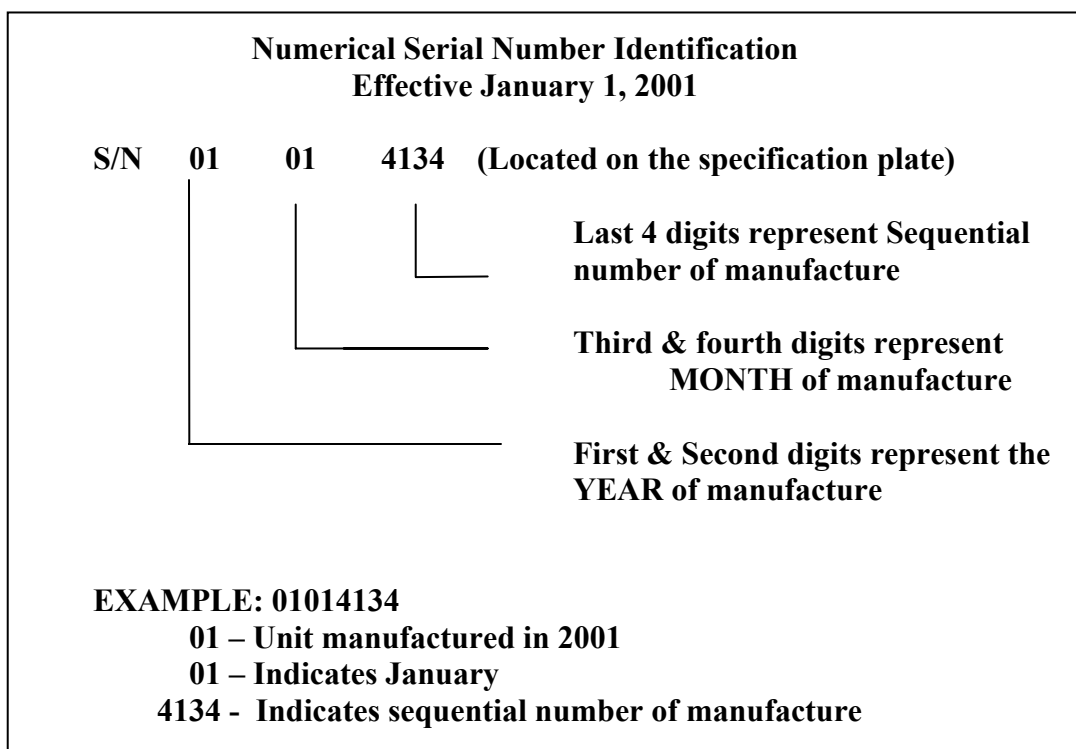 Numerical Serial Number Identification
Effective January 1, 2001
S/N 01 01 4134 (Located on the specification plate)
Last 4 digits represent Sequential
number of manufacture
Third & fourth digits represent
MONTH of manufacture
First & Second digits represent the
YEAR of manufacture
EXAMPLE: 01014134
01 – Unit manufactured in 2001
01 – Indicates January
4134 - Indicates sequential number of manufacture